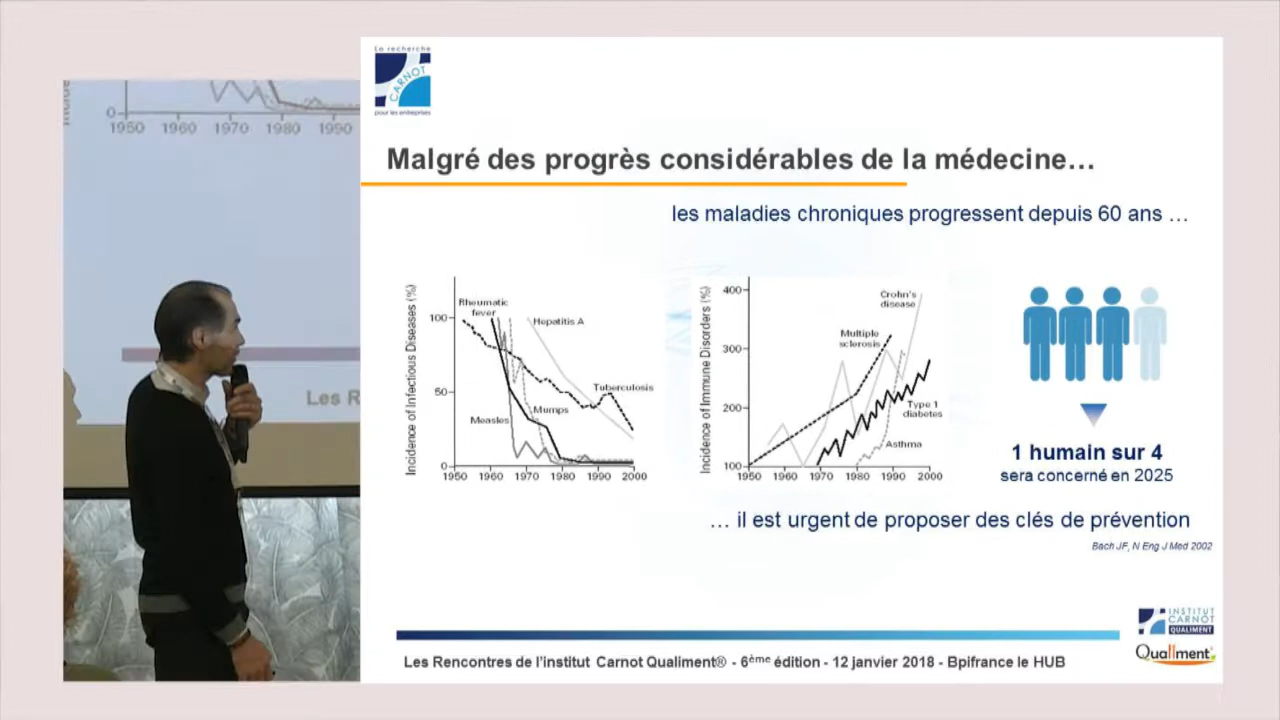 La recherche
CARNOT
pour les entreprises
Malgré des progrès considérables de la médecine…
les maladies chroniques progressent depuis 60 ans …
0
1950 1960 1970 1980 1990
Les R
Incidence of Infectious Diseases (%)
100
50
0
Rheumatic
fever
Hepatitis A
Tuberculosis
Mumps
Measles
1950 1960 1970 1980 1990 2000
Incidence of Immune Disorders (%)
400
300
200
100
Crohn's
disease
Multiple
sclerosis
Type 1
diabetes
Asthma
1950 1960 1970 1980 1990 2000
1 humain sur 4
sera concerné en 2025
… il est urgent de proposer des clés de prévention
Bach JF, N Eng J Med 2002
INSTITUT
CARNOT
QUALIMENT
Qualiment®
Les Rencontres de l'institut Carnot Qualiment® - 6ème édition - 12 janvier 2018 - Bpifrance le HUB